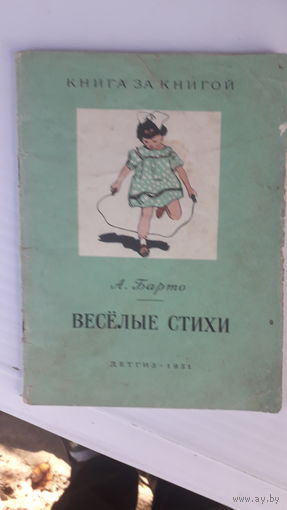 КНИГА ЗА КНИГОЙ
А. Барто
ВЕСЁЛЫЕ СТИХИ
ДЕТГИЗ · 1951
www.ay.by